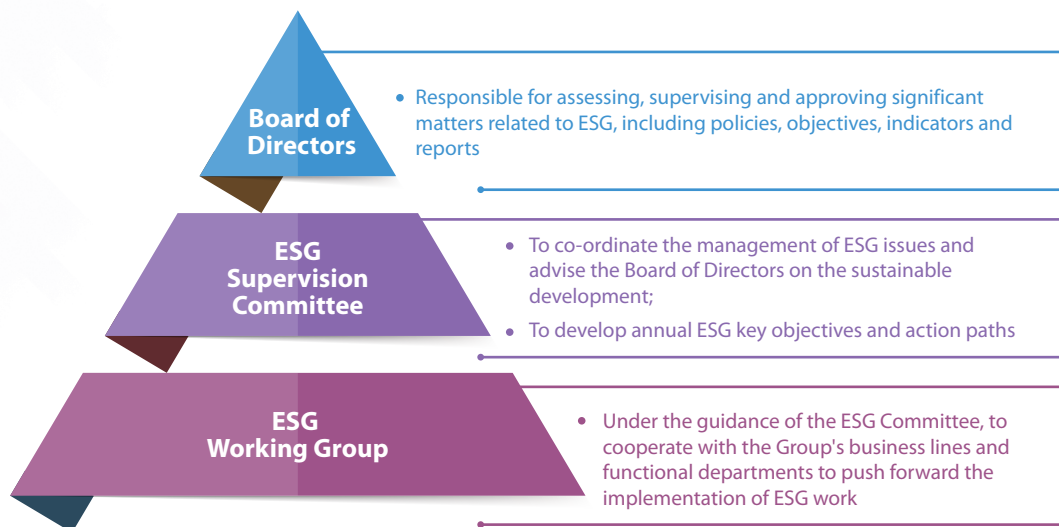 Board of
Directors
• Responsible for assessing, supervising and approving significant
matters related to ESG, including policies, objectives, indicators and
reports
ESG
Supervision
Committee
• To co-ordinate the management of ESG issues and
advise the Board of Directors on the sustainable
development;
• To develop annual ESG key objectives and action paths
ESG
Working Group
• Under the guidance of the ESG Committee, to
cooperate with the Group's business lines and
functional departments to push forward the
implementation of ESG work